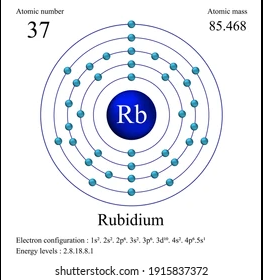 Atomic number Atomic mass
37 85.468
Rb
Rubidium
Electron configuration : 1s². 2s². 2p⁶. 3s². 3p⁶. 3d¹⁰. 4s². 4p⁶.5s¹
Energy levels : 2.8.18.8.1
shutterstock.com · 1915837372